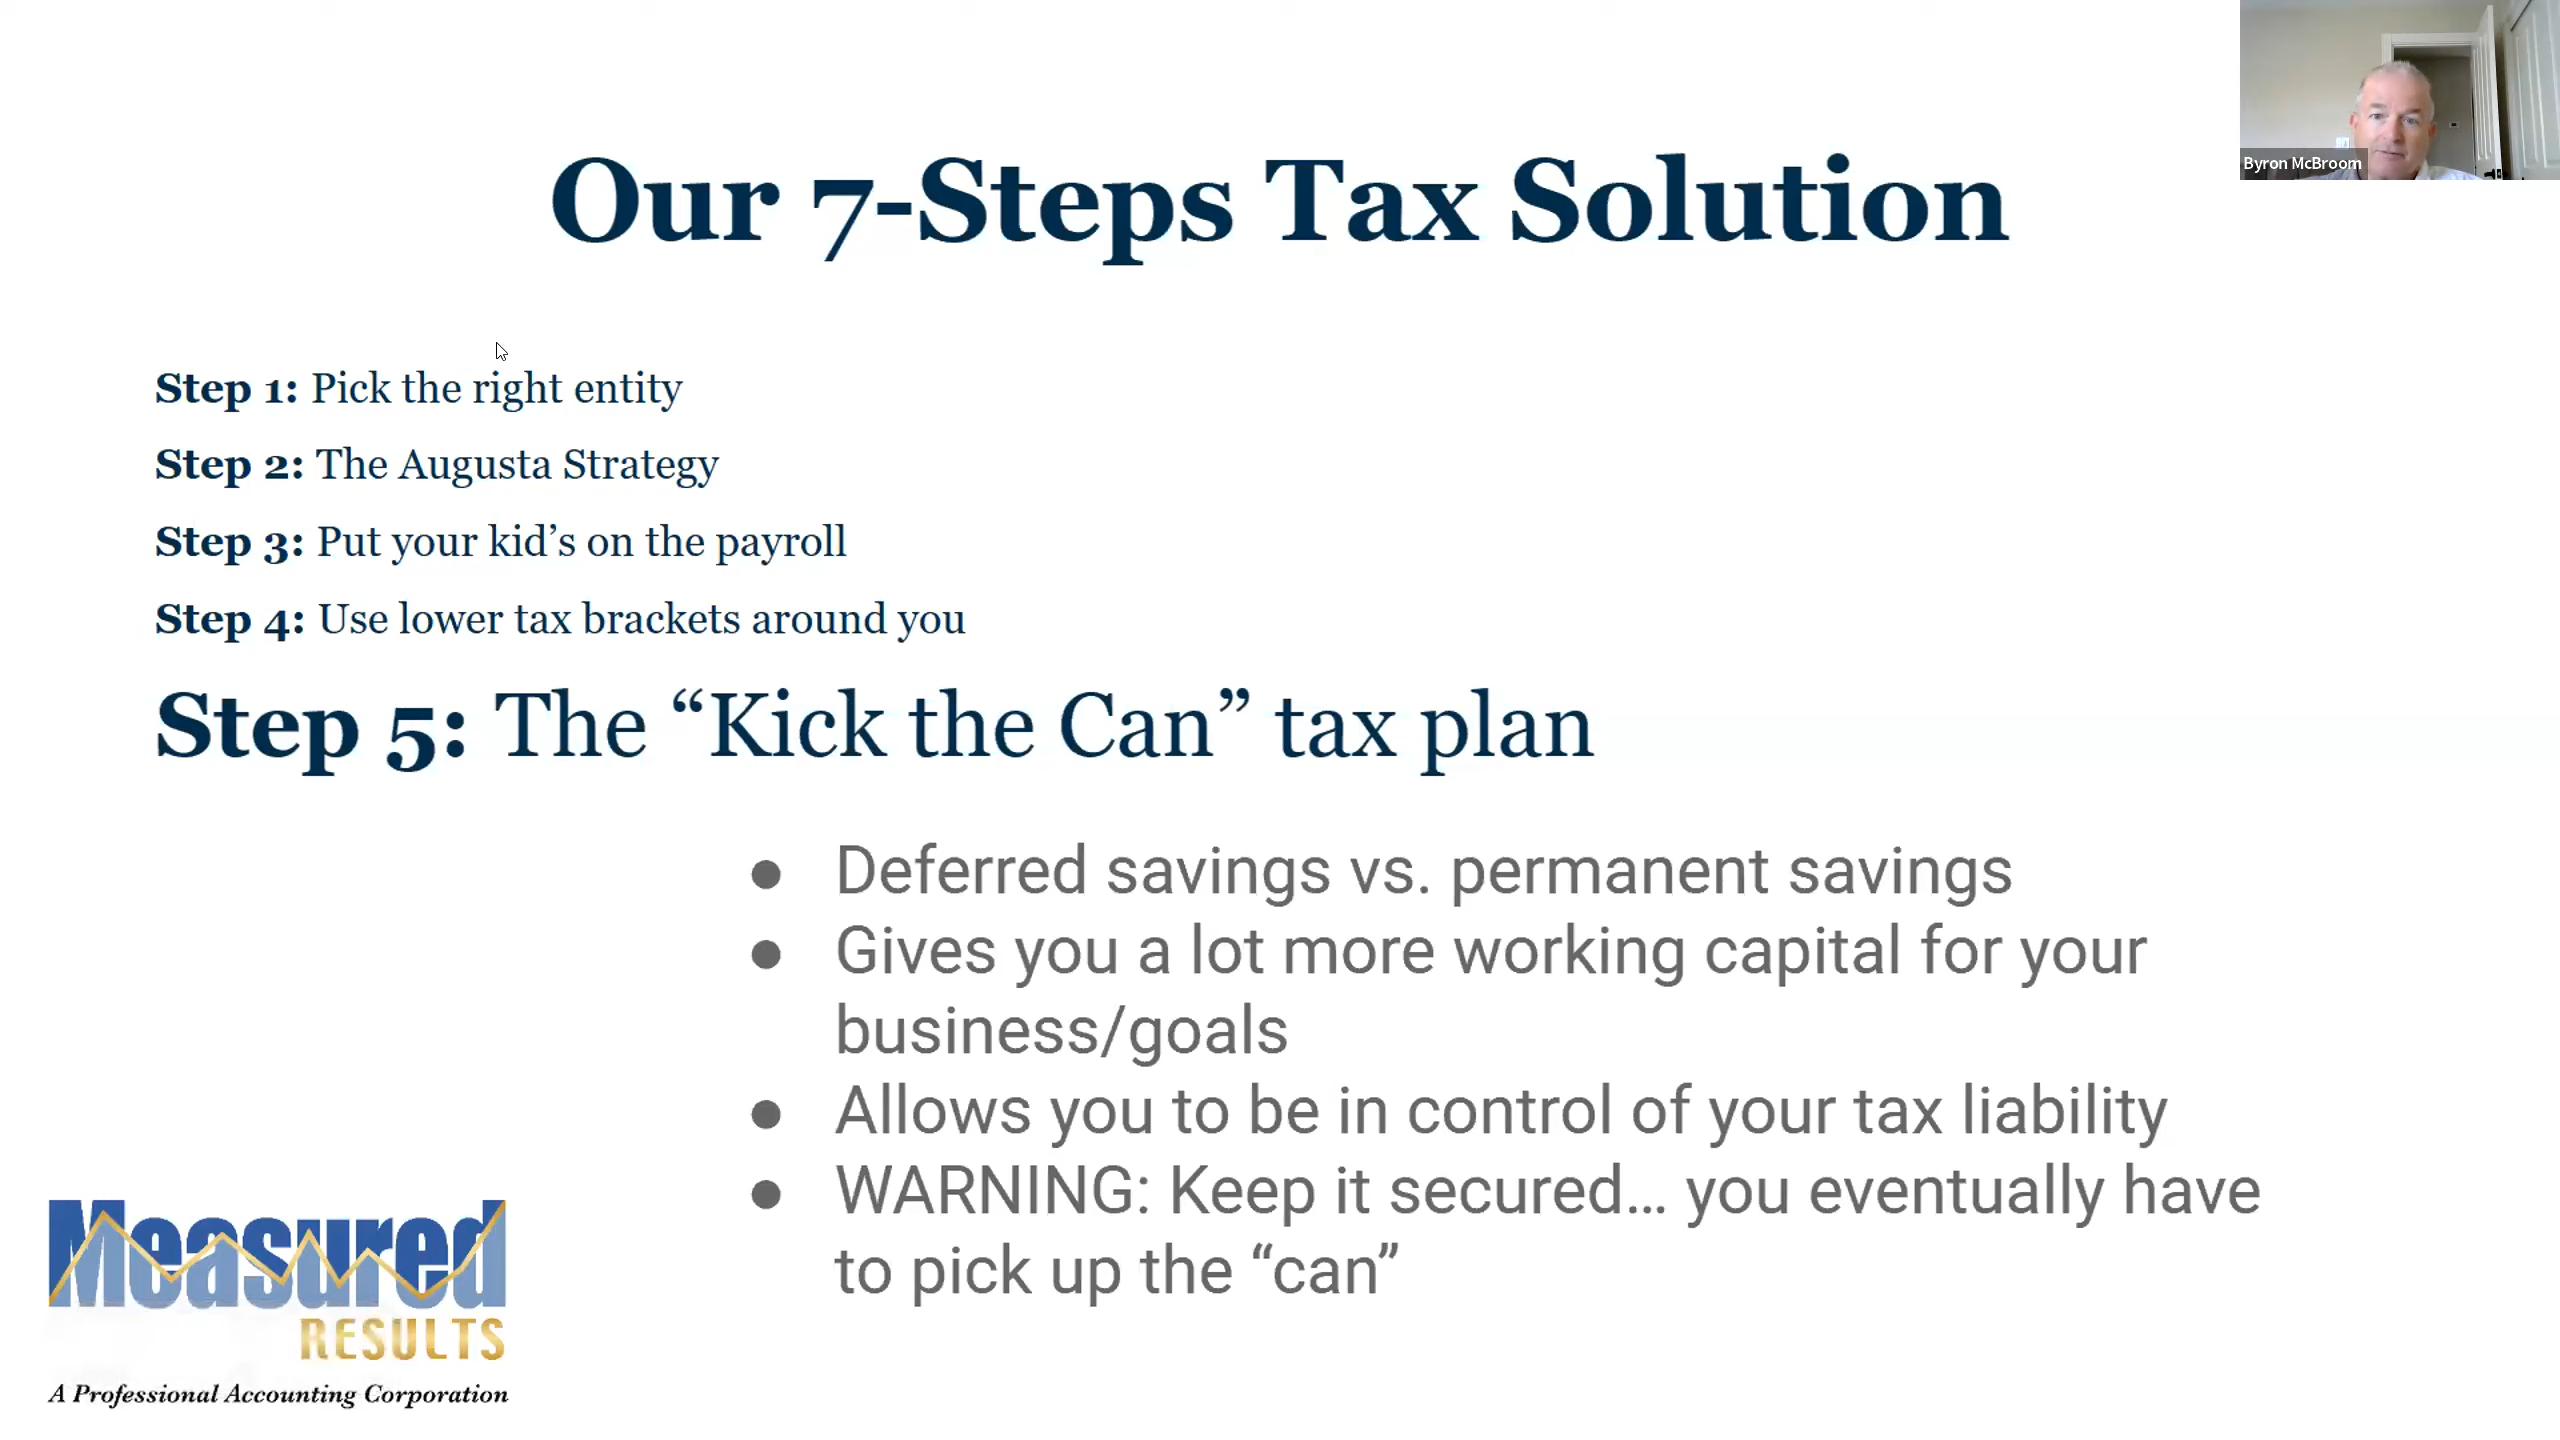 Byron McBroom
Our 7-Steps Tax Solution
Step 1: Pick the right entity
Step 2: The Augusta Strategy
Step 3: Put your kid’s on the payroll
Step 4: Use lower tax brackets around you
Step 5: The “Kick the Can” tax plan
● Deferred savings vs. permanent savings
● Gives you a lot more working capital for your
business/goals
● Allows you to be in control of your tax liability
● WARNING: Keep it secured... you eventually have
to pick up the “can”
Measured
RESULTS
A Professional Accounting Corporation